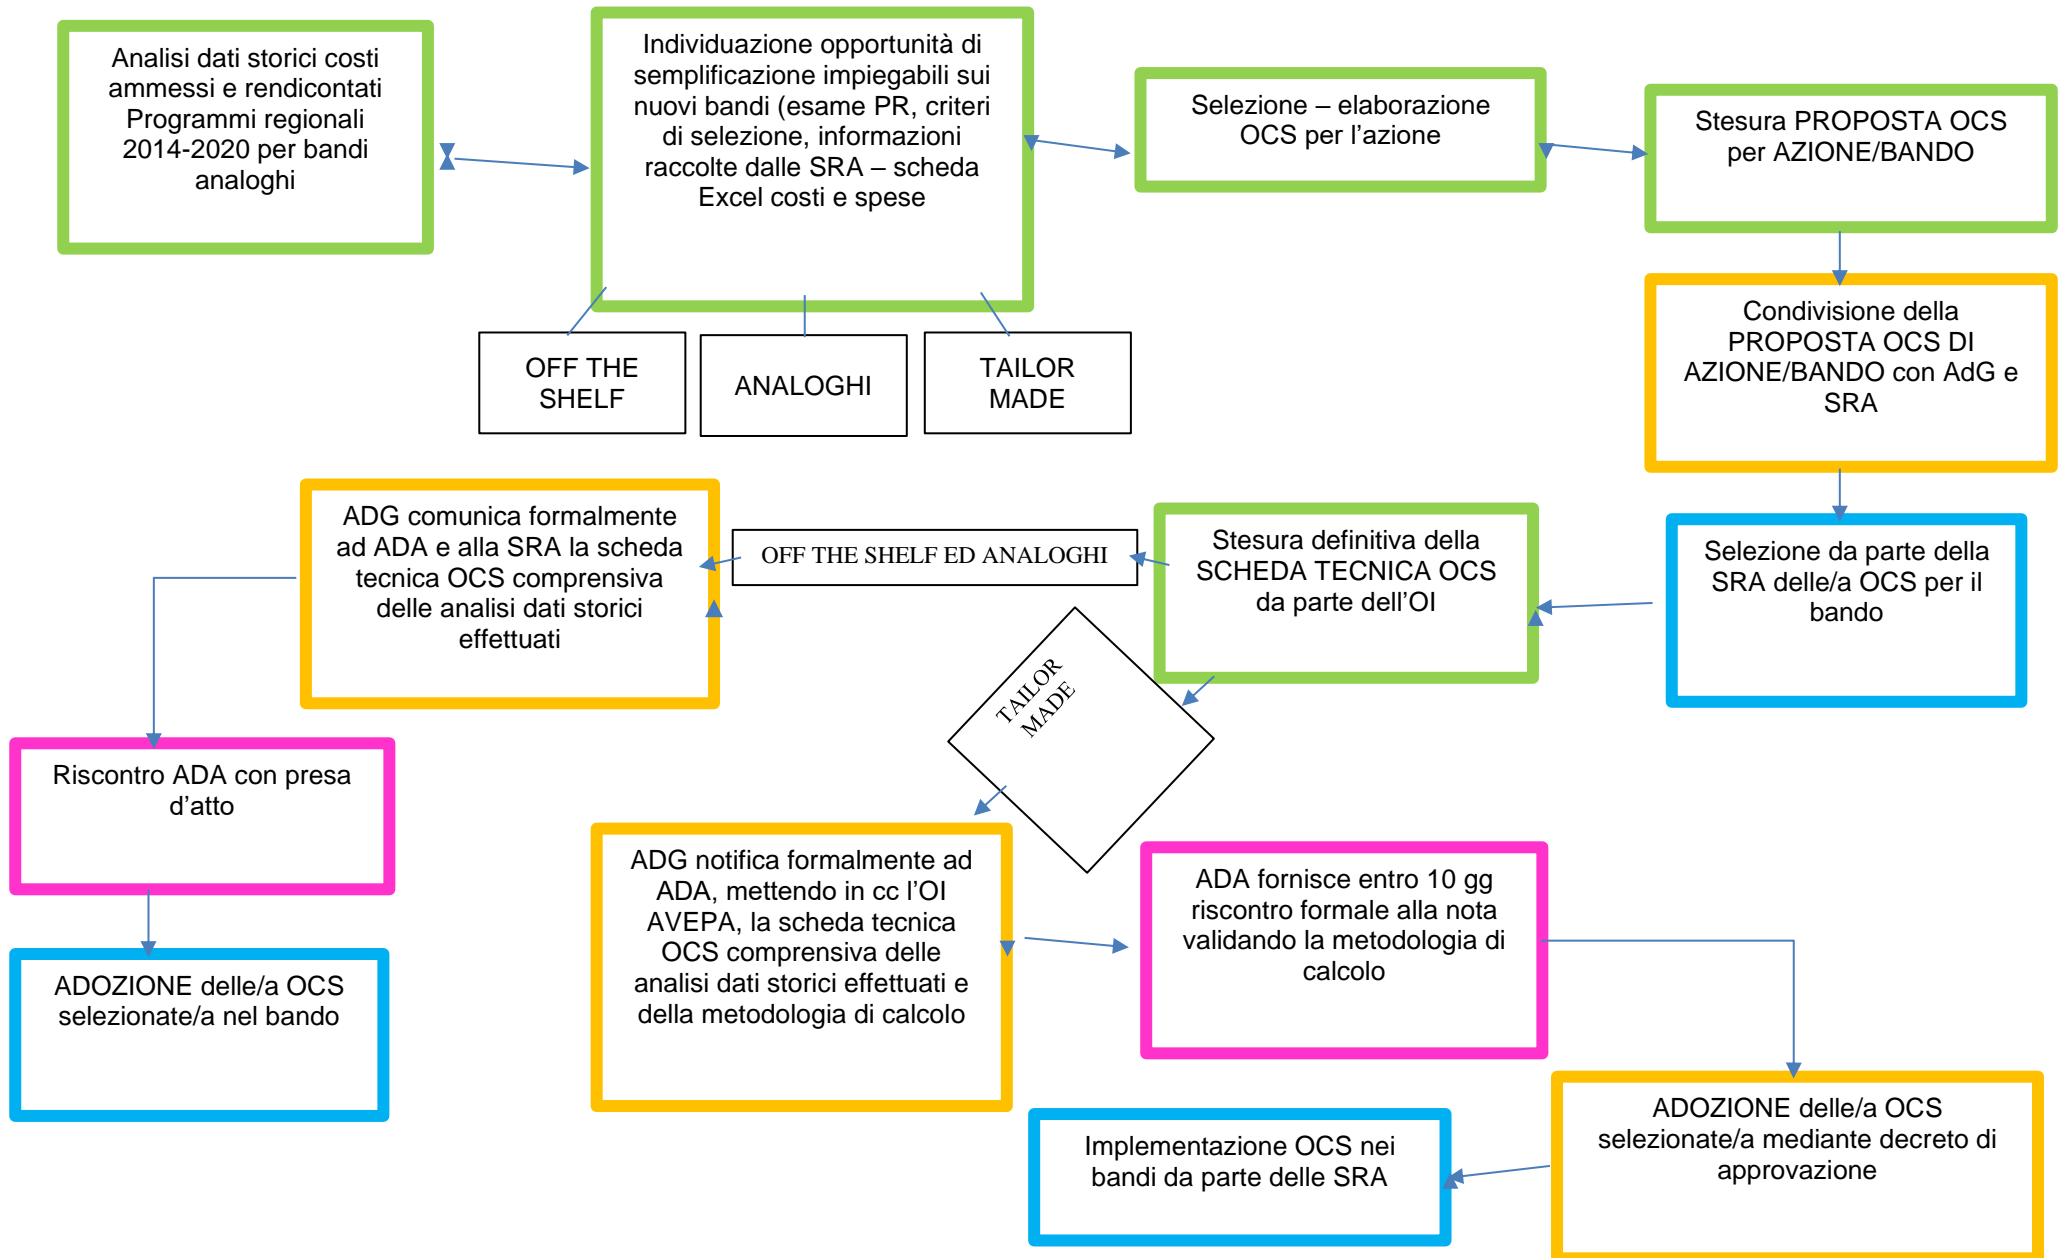 Analisi dati storici costi
ammessi e rendicontati
Programmi regionali
2014-2020 per bandi
analoghi
Individuazione opportunità di
semplificazione impiegabili sui
nuovi bandi (esame PR, criteri
di selezione, informazioni
raccolte dalle SRA – scheda
Excel costi e spese
Selezione – elaborazione
OCS per l’azione
Stesura PROPOSTA OCS
per AZIONE/BANDO
OFF THE
SHELF
ANALOGHI
TAILOR
MADE
Condivisione della
PROPOSTA OCS DI
AZIONE/BANDO con AdG e
SRA
Selezione da parte della
SRA delle/a OCS per il
bando
Stesura definitiva della
SCHEDA TECNICA OCS
da parte dell’OI
OFF THE SHELF ED ANALOGHI
ADG comunica formalmente
ad ADA e alla SRA la scheda
tecnica OCS comprensiva
delle analisi dati storici
effettuati
Riscontro ADA con presa
d’atto
ADOZIONE delle/a OCS
selezionate/a nel bando
TAILOR
MADE
ADG notifica formalmente ad
ADA, mettendo in cc l’OI
AVEPA, la scheda tecnica
OCS comprensiva delle
analisi dati storici effettuati e
della metodologia di calcolo
ADA fornisce entro 10 gg
riscontro formale alla nota
validando la metodologia di
calcolo
ADOZIONE delle/a OCS
selezionate/a mediante decreto di
approvazione
Implementazione OCS nei
bandi da parte delle SRA